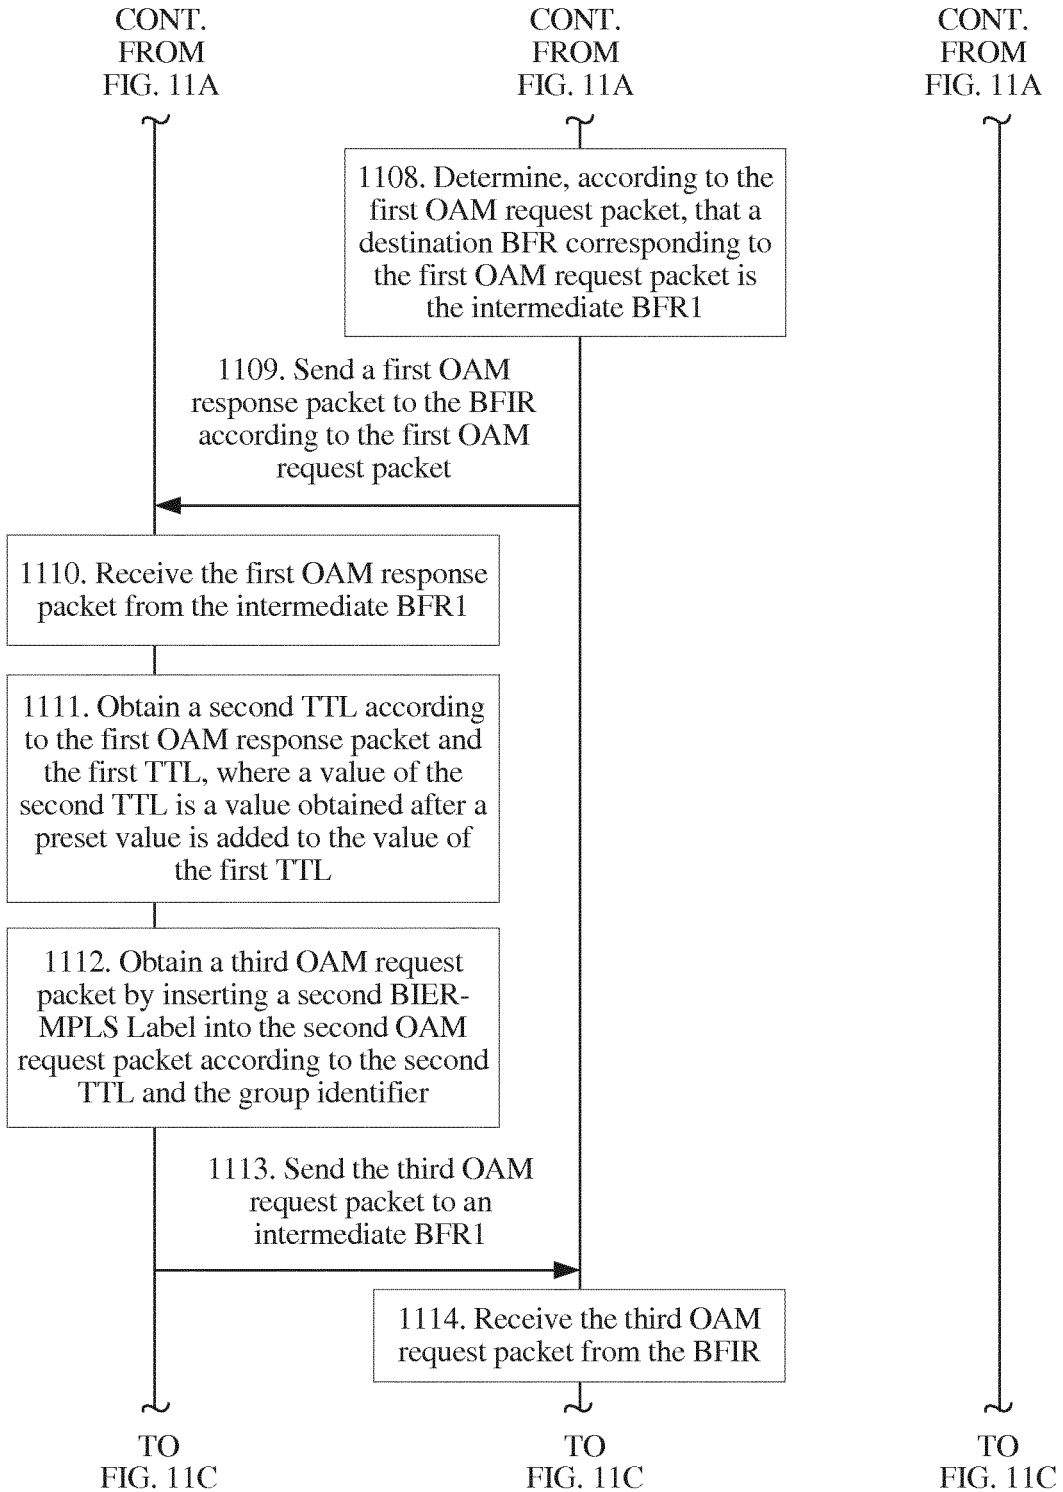 CONT.
FROM
FIG. 11A
CONT.
FROM
FIG. 11A
CONT.
FROM
FIG. 11A
1108. Determine, according to the
first OAM request packet, that a
destination BFR corresponding to
the first OAM request packet is
the intermediate BFR1
1109. Send a first OAM
response packet to the BFIR
according to the first OAM
request packet
1110. Receive the first OAM response
packet from the intermediate BFR1
1111. Obtain a second TTL according
to the first OAM response packet and
the first TTL, where a value of the
second TTL is a value obtained after a
preset value is added to the value of
the first TTL
1112. Obtain a third OAM request
packet by inserting a second BIER-
MPLS Label into the second OAM
request packet according to the second
TTL and the group identifier
1113. Send the third OAM
request packet to an
intermediate BFR1
1114. Receive the third OAM
request packet from the BFIR
TO
FIG. 11C
TO
FIG. 11C
TO
FIG. 11C